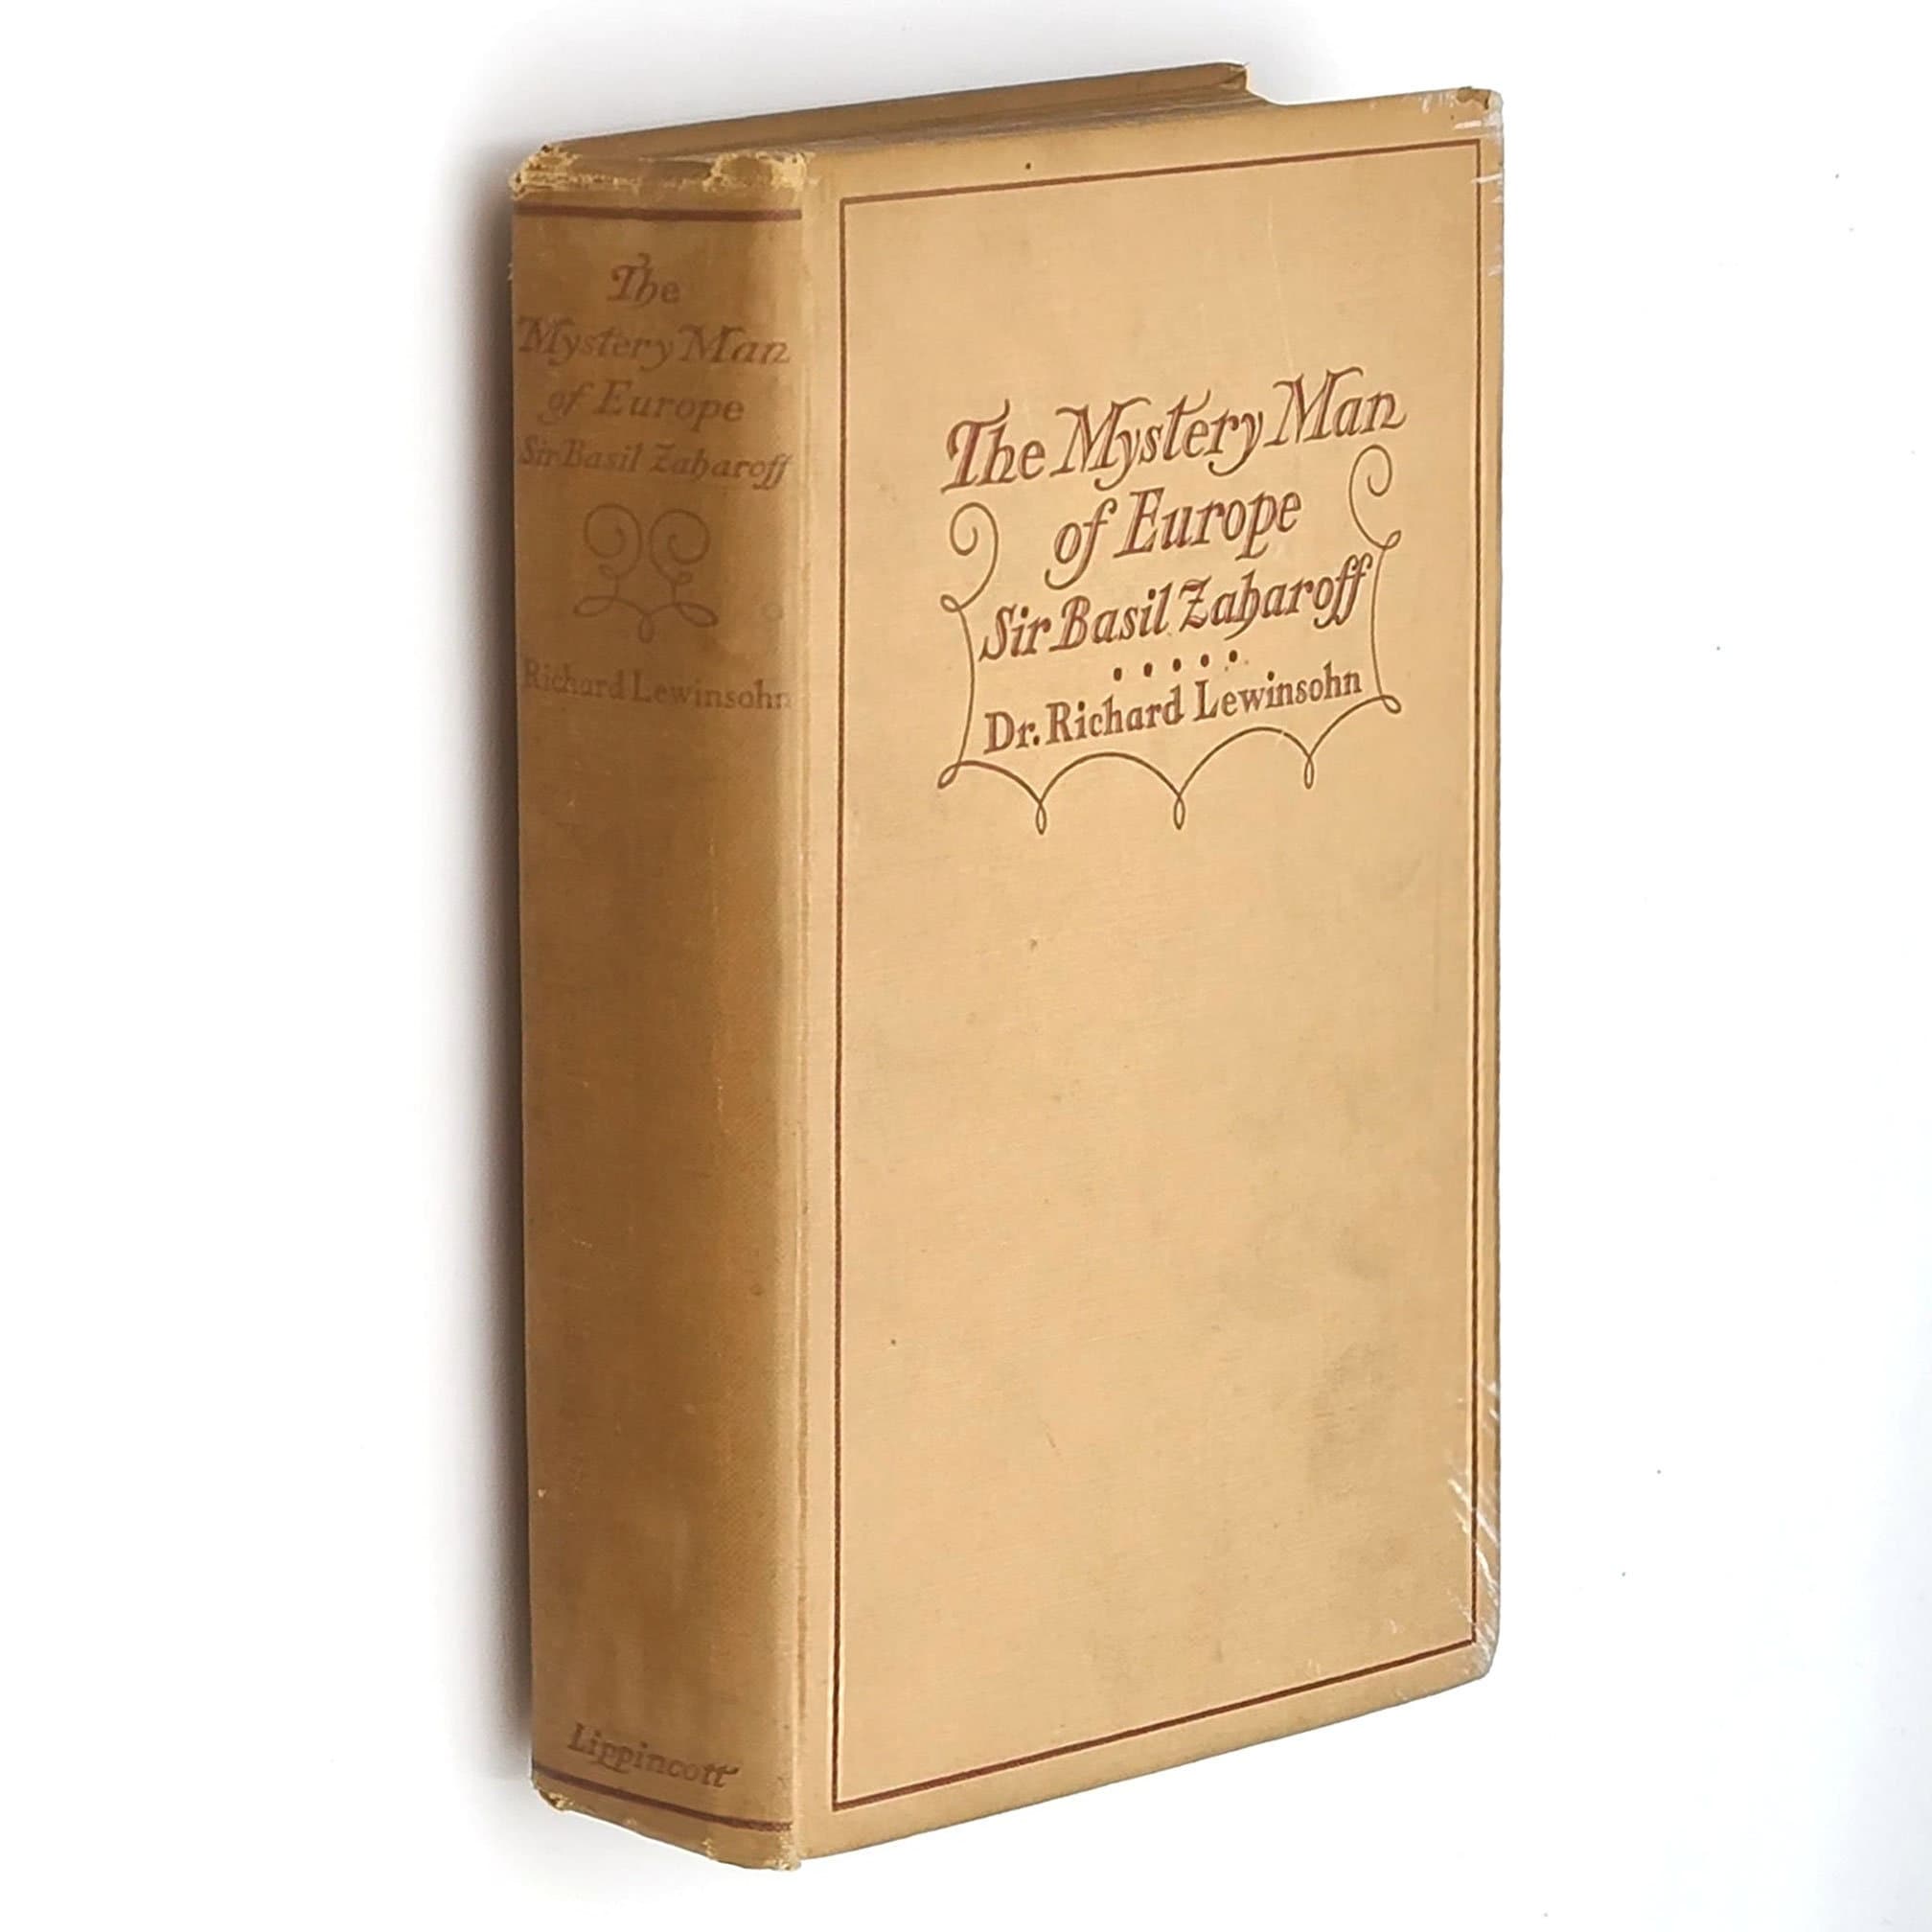 The
Mystery Man
of Europe
Sir Basil Zaharoff
Richard Lewinsohn
Lippincott
The Mystery Man
of Europe
Sir Basil Zaharoff
.....
Dr. Richard Lewinsohn